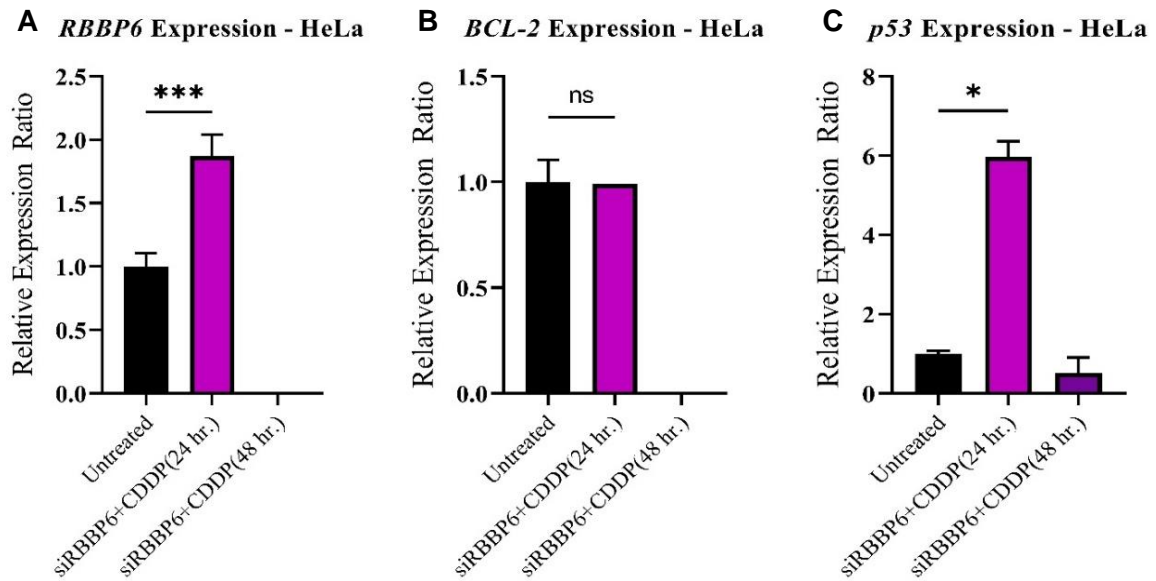 A RBBP6 Expression - HeLa
Relative Expression Ratio
2.5
2.0
1.5
1.0
0.5
0.0
***
Untreated
siRBBP6+CDDP(24 hr.)
siRBBP6+CDDP(48 hr.)
B BCL-2 Expression - HeLa
Relative Expression Ratio
1.5
1.0
0.5
0.0
ns
Untreated
siRBBP6+CDDP(24 hr.)
siRBBP6+CDDP(48 hr.)
C p53 Expression - HeLa
Relative Expression Ratio
8
6
4
2
0
*
Untreated
siRBBP6+CDDP(24 hr.)
siRBBP6+CDDP(48 hr.)